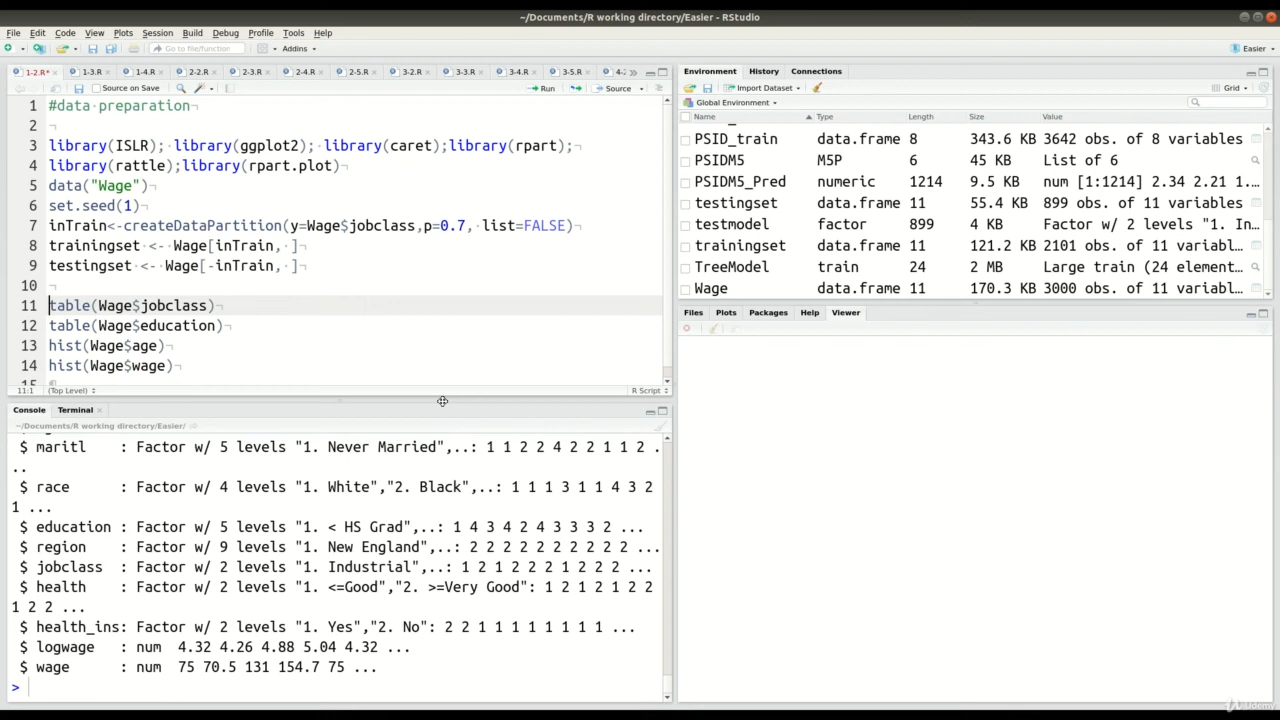 ~/Documents/R working directory/Easier - RStudio
File Edit Code View Plots Session Build Debug Profile Tools Help
Go to file/function Addins Easier
1-2.R* 1-3.R 1-4.R 2-2.R 2-3.R 2-4.R 2-5.R 3-2.R 3-3.R 3-4.R 3-5.R 4-2
Source on Save Run Source
1 #data preparation
2
3 library(ISLR); library(ggplot2); library(caret);library(rpart);
4 library(rattle);library(rpart.plot)
5 data("Wage")
6 set.seed(1)
7 inTrain<-createDataPartition(y=Wage$jobclass,p=0.7, list=FALSE)
8 trainingset <- Wage[inTrain, ]
9 testingset <- Wage[-inTrain, ]
10
11 table(Wage$jobclass)
12 table(Wage$education)
13 hist(Wage$age)
14 hist(Wage$wage)
15
11:1 (Top Level) R Script
Console Terminal
~/Documents/R working directory/Easier/
$ maritl : Factor w/ 5 levels "1. Never Married",..: 1 1 2 2 4 2 2 1 1 2 .
..
$ race : Factor w/ 4 levels "1. White","2. Black",..: 1 1 1 3 1 1 4 3 2
1 ...
$ education : Factor w/ 5 levels "1. < HS Grad",..: 1 4 3 4 2 4 3 3 3 2 ...
$ region : Factor w/ 9 levels "1. New England",..: 2 2 2 2 2 2 2 2 2 2 ...
$ jobclass : Factor w/ 2 levels "1. Industrial",..: 1 2 1 2 2 2 1 2 2 2 ...
$ health : Factor w/ 2 levels "1. <=Good","2. >=Very Good": 1 2 1 2 1 2 2
1 2 2 ...
$ health_ins: Factor w/ 2 levels "1. Yes","2. No": 2 2 1 1 1 1 1 1 1 1 ...
$ logwage : num 4.32 4.26 4.88 5.04 4.32 ...
$ wage : num 75 70.5 131 154.7 75 ...
>
Environment History Connections
Import Dataset Grid
Global Environment
Name Type Length Size Value
PSID_train data.frame 8 343.6 KB 3642 obs. of 8 variables
PSIDM5 M5P 6 45 KB List of 6
PSIDM5_Pred numeric 1214 9.5 KB num [1:1214] 2.34 2.21 1....
testingset data.frame 11 55.4 KB 899 obs. of 11 variables
testmodel factor 899 4 KB Factor w/ 2 levels "1. In…
trainingset data.frame 11 121.2 KB 2101 obs. of 11 variabl…
TreeModel train 24 2 MB Large train (24 element…
Wage data.frame 11 170.3 KB 3000 obs. of 11 variabl…
Files Plots Packages Help Viewer
Udemy